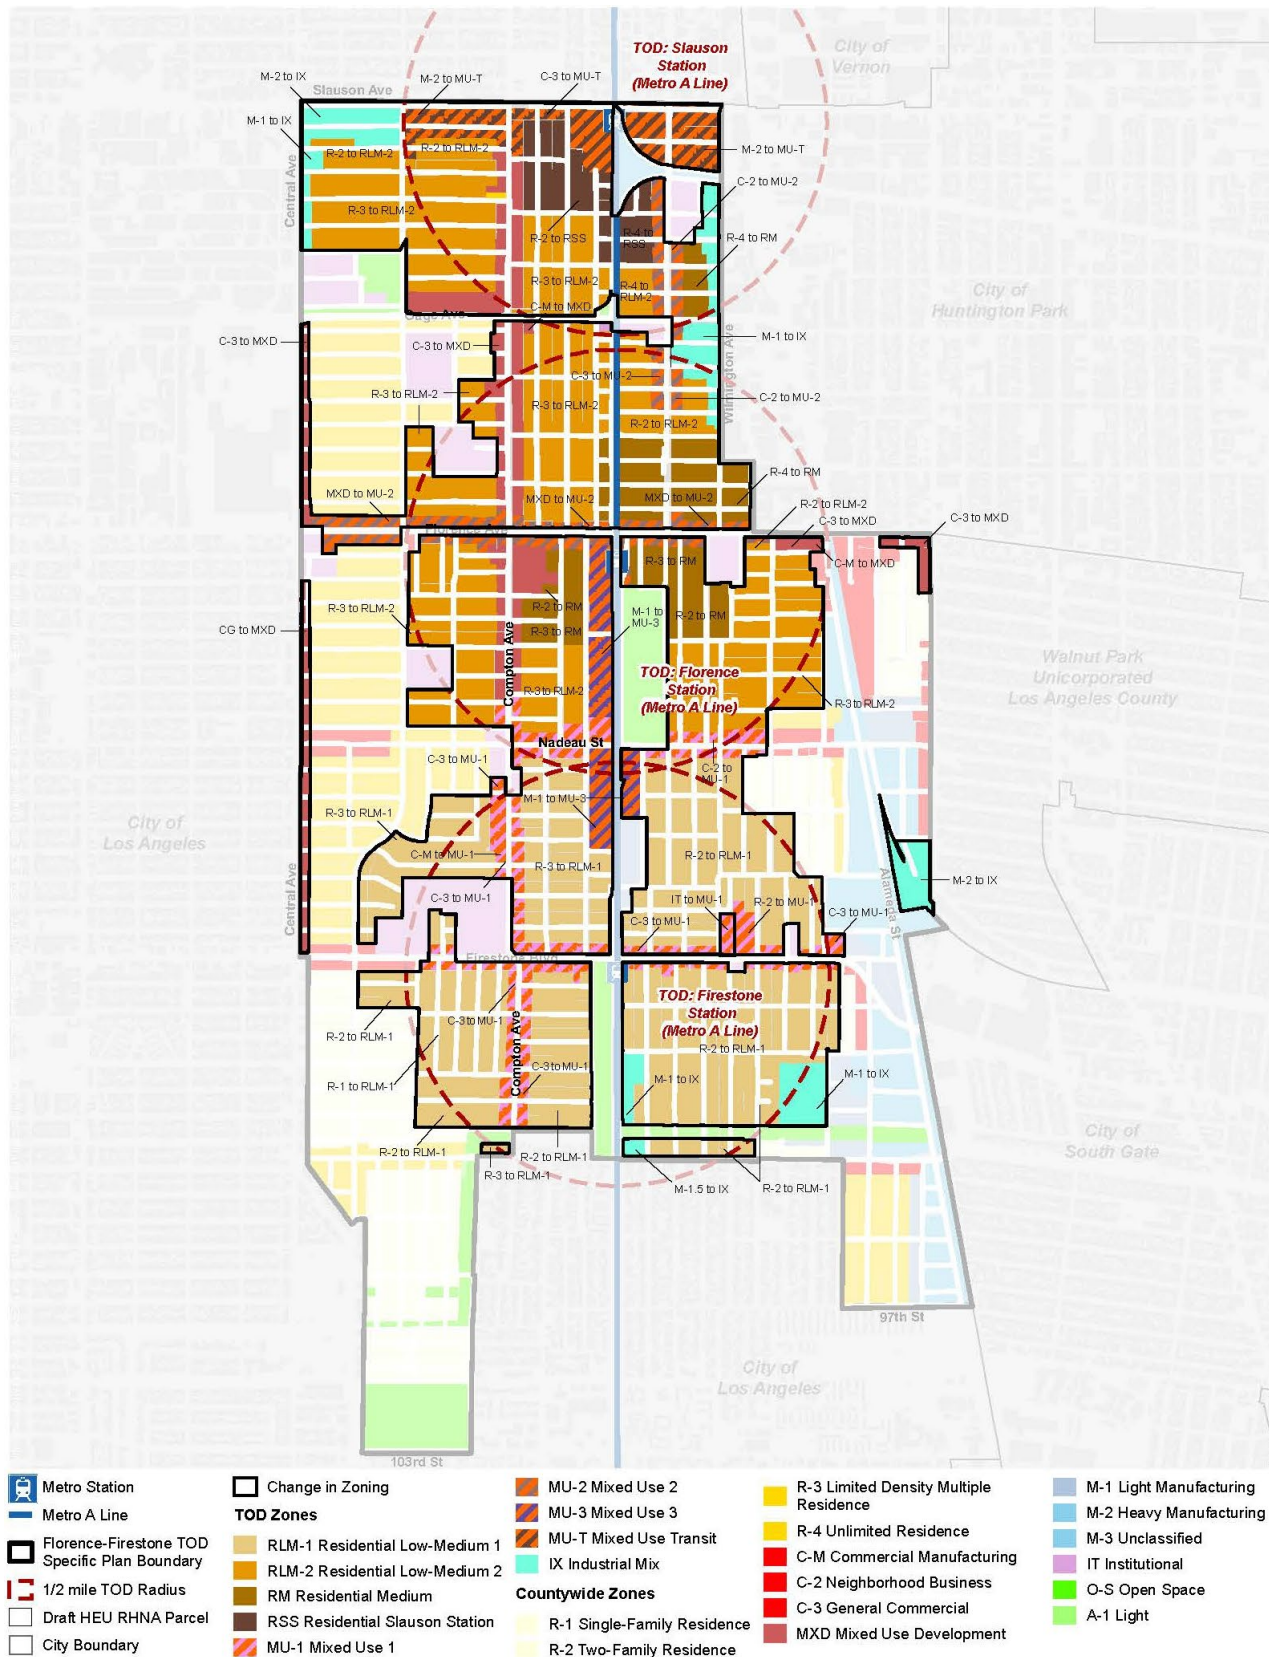 TOD: Slauson
Station
(Metro A Line)
City of
Vernon
M-2 to IX
M-2 to MU-T
C-3 to MU-T
Slauson Ave
M-1 to IX
R-2 to RLM-2
R-2 to RLM-2
M-2 to MU-T
C-2 to MU-2
Central Ave
R-3 to RLM-2
R-2 to RSS
R-4 to
RSS
R-4 to RM
R-3 to RLM-2
R-4 to
RLM-2
City of
Huntington Park
C-M to MXD
Gage Ave
C-3 to MXD
C-3 to MXD
M-1 to IX
C-3 to MU-2
Wilmington Ave
R-3 to RLM-2
R-3 to RLM-2
C-2 to MU-2
R-2 to RLM-2
R-4 to RM
MXD to MU-2
MXD to MU-2
MXD to MU-2
R-2 to RLM-2
C-3 to MXD
C-3 to MXD
Florence Ave
C-M to MXD
R-3 to RM
R-3 to RLM-2
R-2 to RM
M-1 to
MU-3
R-2 to RM
CG to MXD
R-3 to RM
Compton Ave
Walnut Park
Unicorporated
Los Angeles County
TOD: Florence
Station
(Metro A Line)
R-3 to RLM-2
R-3 to RLM-2
Nadeau St
C-3 to MU-1
C-2 to
MU-1
M-1 to MU-3
R-3 to RLM-1
City of
Los Angeles
C-M to MU-1
R-3 to RLM-1
R-2 to RLM-1
M-2 to IX
Alameda St
C-3 to MU-1
IT to MU-1
R-2 to MU-1
Central Ave
C-3 to MU-1
C-3 to MU-1
Firestone Blvd
TOD: Firestone
Station
(Metro A Line)
R-2 to RLM-1
C-3 to MU-1
Compton Ave
R-2 to RLM-1
C-3 to MU-1
R-1 to RLM-1
M-1 to IX
M-1 to IX
City of
South Gate
R-2 to RLM-1
R-2 to RLM-1
R-3 to RLM-1
M-1.5 to IX
R-2 to RLM-1
97th St
City of
Los Angeles
103rd St
Metro Station
Metro A Line
Florence-Firestone TOD
Specific Plan Boundary
1/2 mile TOD Radius
Draft HEU RHNA Parcel
City Boundary
Change in Zoning
TOD Zones
RLM-1 Residential Low-Medium 1
RLM-2 Residential Low-Medium 2
RM Residential Medium
RSS Residential Slauson Station
MU-1 Mixed Use 1
MU-2 Mixed Use 2
MU-3 Mixed Use 3
MU-T Mixed Use Transit
IX Industrial Mix
Countywide Zones
R-1 Single-Family Residence
R-2 Two-Family Residence
R-3 Limited Density Multiple
Residence
R-4 Unlimited Residence
C-M Commercial Manufacturing
C-2 Neighborhood Business
C-3 General Commercial
MXD Mixed Use Development
M-1 Light Manufacturing
M-2 Heavy Manufacturing
M-3 Unclassified
IT Institutional
O-S Open Space
A-1 Light